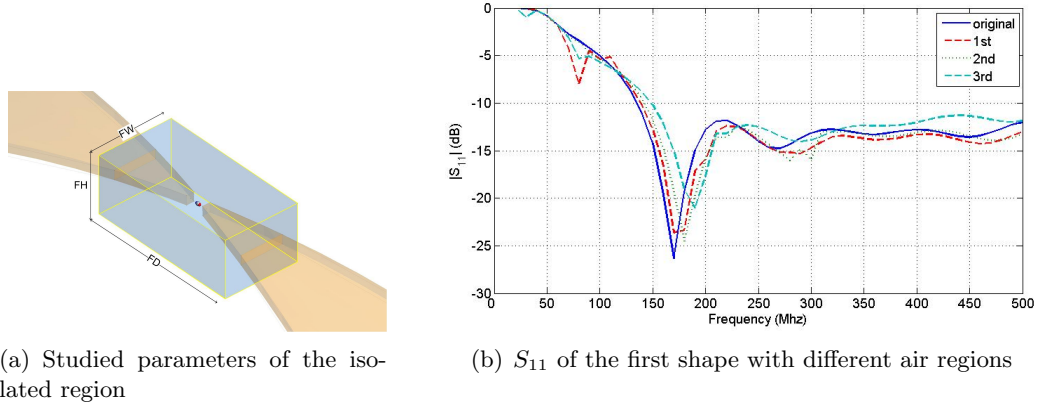 FW
FH
FD
(a) Studied parameters of the iso-
lated region
0
-5
-10
-15
-20
-25
-30
|S11| (dB)
0 50 100 150 200 250 300 350 400 450 500
Frequency (Mhz)
original
1st
2nd
3rd
(b) S11 of the first shape with different air regions